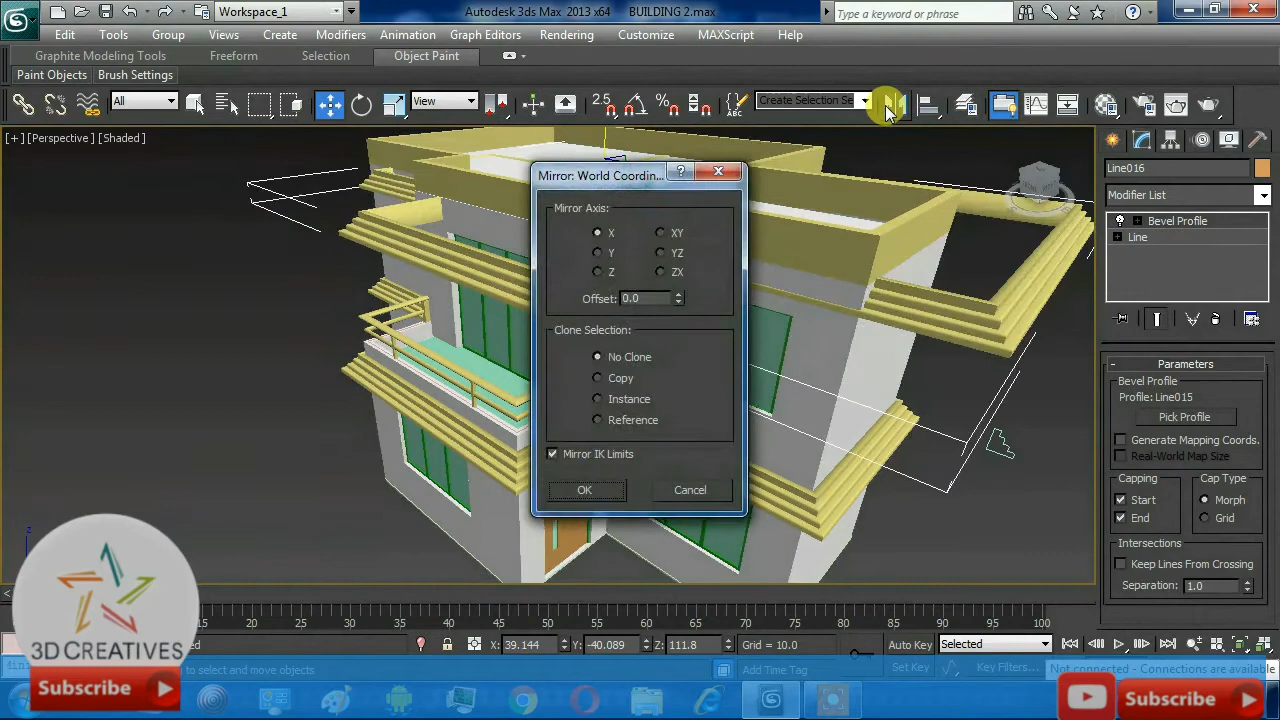 Workspace_1
Autodesk 3ds Max 2013 x64 BUILDING 2.max
Type a keyword or phrase
Edit Tools Group Views Create Modifiers Animation Graph Editors Rendering Customize MAXScript Help
Graphite Modeling Tools Freeform Selection Object Paint
Paint Objects Brush Settings
All
View
2.5
ABC
Create Selection Se
[+] [Perspective] [Shaded]
Mirror: World Coordin...
Mirror Axis:
X XY
Y YZ
Z ZX
Offset: 0.0
Clone Selection:
No Clone
Copy
Instance
Reference
Mirror IK Limits
OK Cancel
Line016
Modifier List
Bevel Profile
Line
Parameters
Bevel Profile
Profile: Line015
Pick Profile
Generate Mapping Coords.
Real-World Map Size
Capping Cap Type
Start Morph
End Grid
Intersections
Keep Lines From Crossing
Separation: 1.0
z
15 20 25 30 35 40 45 50 55 60 65 70 75 80 85 90 95 100
X: 39.144 Y: -40.089 Z: 111.8 Grid = 10.0
Auto Key Selected
to select and move objects
Add Time Tag
Set Key Key Filters...
Not connected - Connections are available
3D CREATIVES
Subscribe
Subscribe